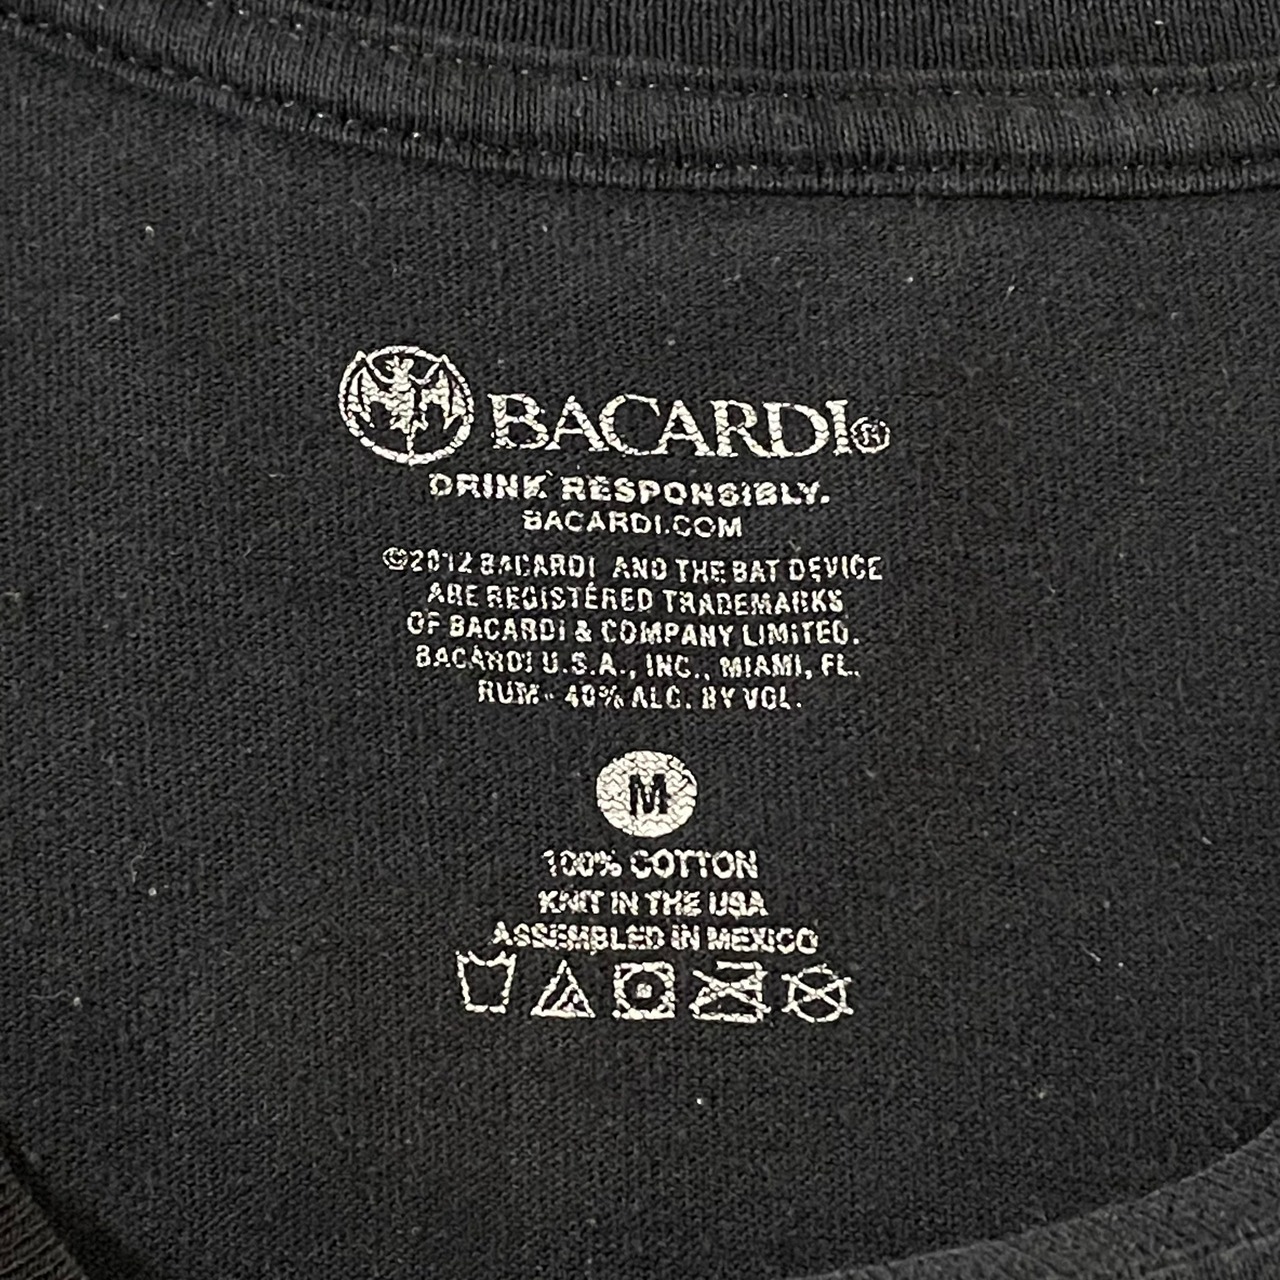 BACARDI®
DRINK RESPONSIBLY.
BACARDI.COM
©2012 BACARDI AND THE BAT DEVICE
ARE REGISTERED TRADEMARKS
OF BACARDI & COMPANY LIMITED.
BACARDI U.S.A., INC., MIAMI, FL.
RUM - 40% ALC. BY VOL.
M
100% COTTON
KNIT IN THE USA
ASSEMBLED IN MEXICO